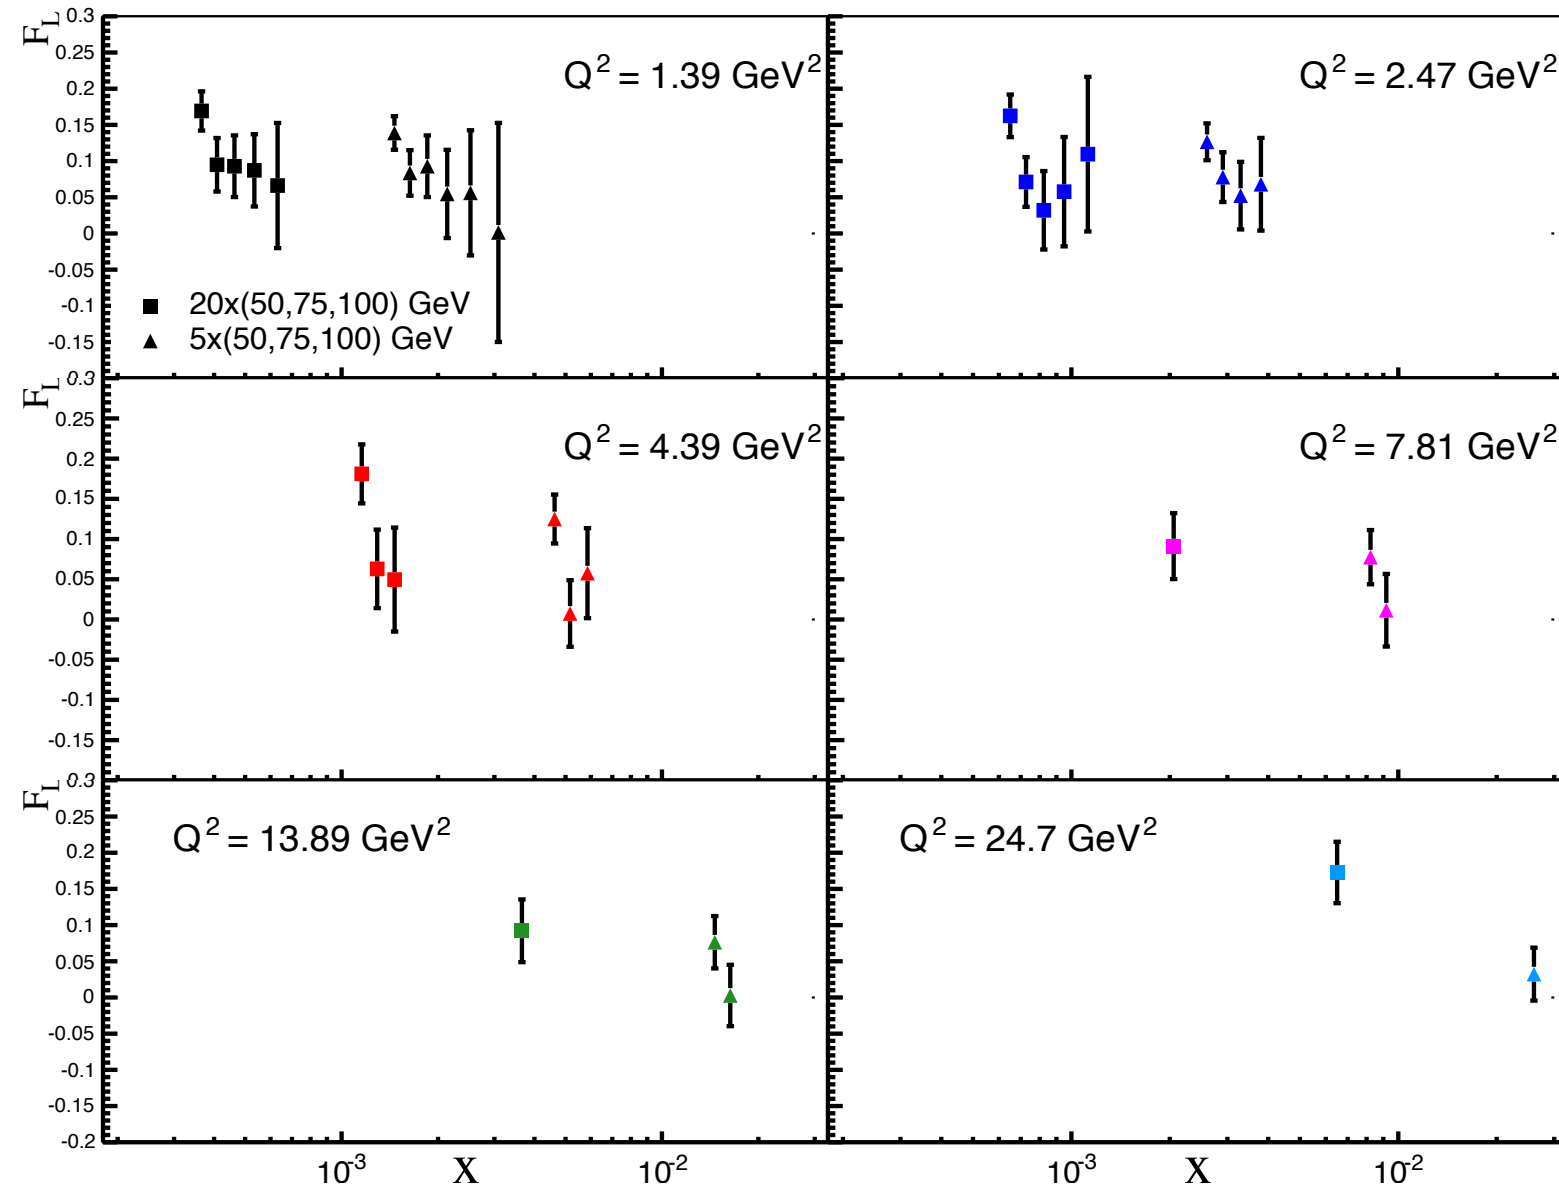 F_L
0.3
0.25
0.2
0.15
0.1
0.05
0
-0.05
-0.1
-0.15
Q² = 1.39 GeV²
20x(50,75,100) GeV
5x(50,75,100) GeV
Q² = 2.47 GeV²
F_L
0.3
0.25
0.2
0.15
0.1
0.05
0
-0.05
-0.1
-0.15
Q² = 4.39 GeV²
Q² = 7.81 GeV²
F_L
0.3
0.25
0.2
0.15
0.1
0.05
0
-0.05
-0.1
-0.15
-0.2
Q² = 13.89 GeV²
Q² = 24.7 GeV²
10⁻³ x 10⁻²
10⁻³ x 10⁻²